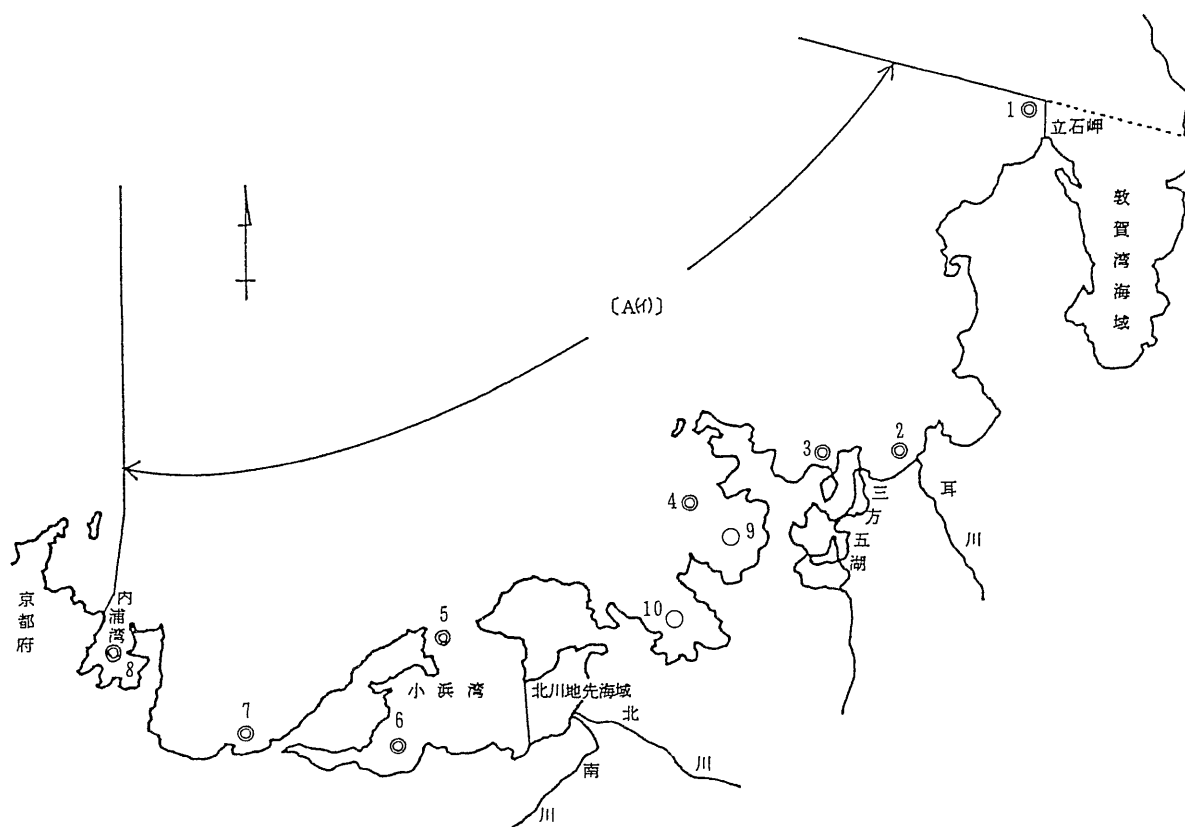 1
立石岬
敦賀湾海域
〔A(イ)〕
3
2
三方五湖
耳川
4
9
10
京都府
内浦湾
8
5
小浜湾
北川地先海域
北川
7
6
南川